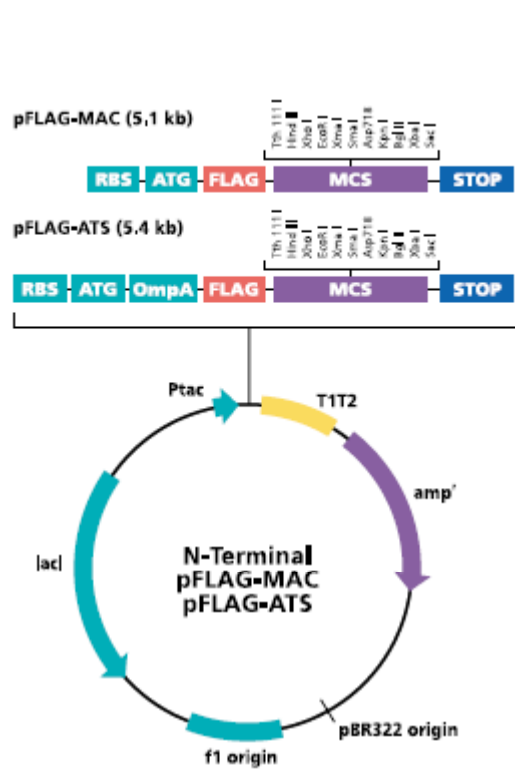 pFLAG-MAC (5.1 kb)
Tth 111 I
Hind III
Xho I
EcoR I
Xma I
Sma I
Asp718
Kpn I
Bgl II
Xba I
Sac I
RBS ATG FLAG MCS STOP
pFLAG-ATS (5.4 kb)
Tth 111 I
Hind III
Xho I
EcoR I
Xma I
Sma I
Asp718
Kpn I
Bgl II
Xba I
Sac I
RBS ATG OmpA FLAG MCS STOP
Ptac
T1T2
ampʳ
lacI
N-Terminal
pFLAG-MAC
pFLAG-ATS
pBR322 origin
f1 origin